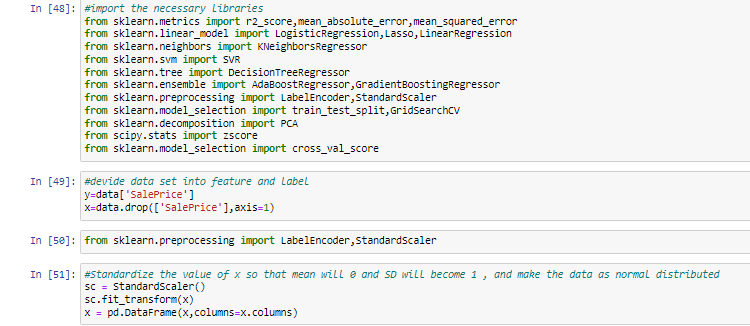 In [48]: #import the necessary libraries
from sklearn.metrics import r2_score,mean_absolute_error,mean_squared_error
from sklearn.linear_model import LogisticRegression,Lasso,LinearRegression
from sklearn.neighbors import KNeighborsRegressor
from sklearn.svm import SVR
from sklearn.tree import DecisionTreeRegressor
from sklearn.ensemble import AdaBoostRegressor,GradientBoostingRegressor
from sklearn.preprocessing import LabelEncoder,StandardScaler
from sklearn.model_selection import train_test_split,GridSearchCV
from sklearn.decomposition import PCA
from scipy.stats import zscore
from sklearn.model_selection import cross_val_score
In [49]: #devide data set into feature and label
y=data['SalePrice']
x=data.drop(['SalePrice'],axis=1)
In [50]: from sklearn.preprocessing import LabelEncoder,StandardScaler
In [51]: #Standardize the value of x so that mean will 0 and SD will become 1 , and make the data as normal distributed
sc = StandardScaler()
sc.fit_transform(x)
x = pd.DataFrame(x,columns=x.columns)